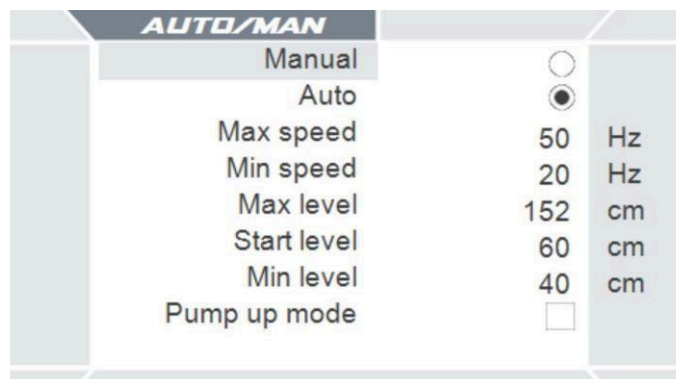 AUTO/MAN
Manual
Auto
Max speed 50 Hz
Min speed 20 Hz
Max level 152 cm
Start level 60 cm
Min level 40 cm
Pump up mode